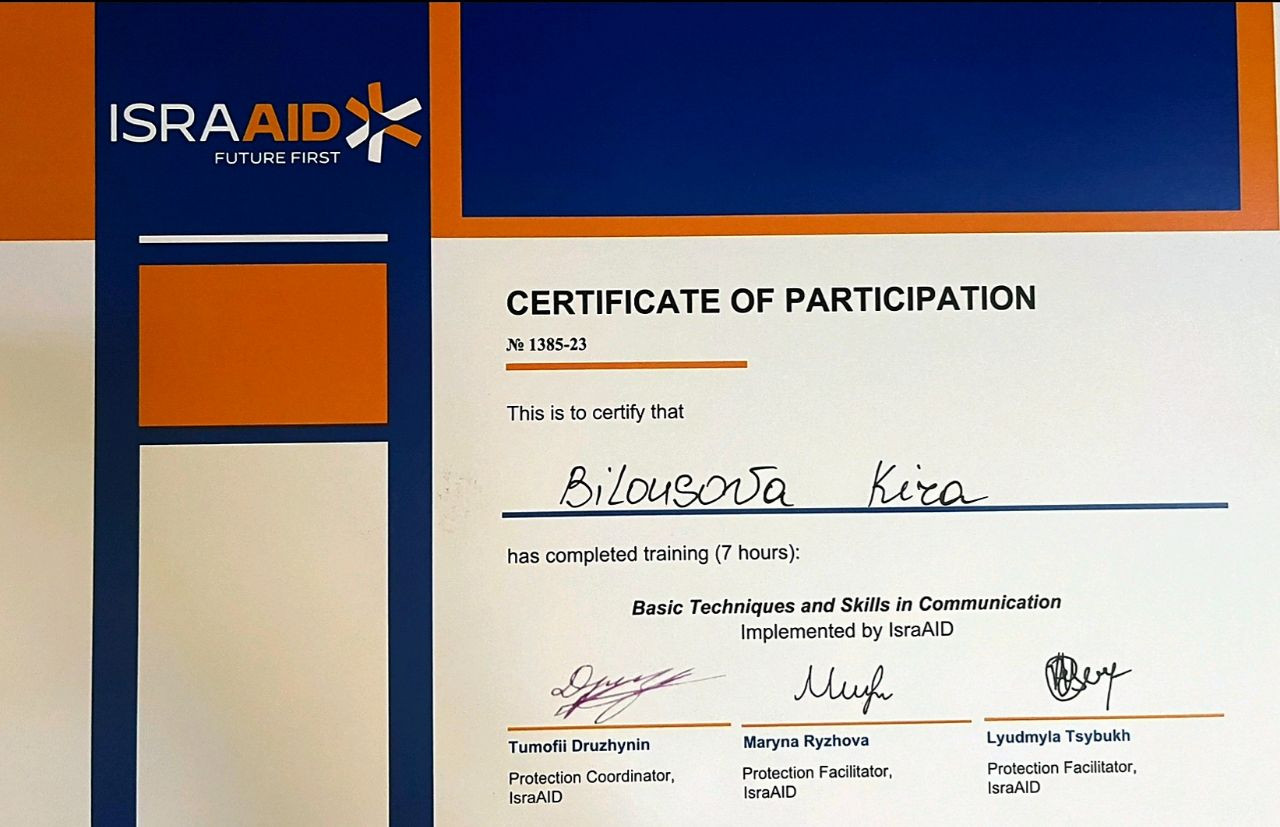 ISRAAID
FUTURE FIRST
CERTIFICATE OF PARTICIPATION
№ 1385-23
This is to certify that
Bilousova Kira
has completed training (7 hours):
Basic Techniques and Skills in Communication
Implemented by IsraAID
Tumofii Druzhynin
Protection Coordinator,
IsraAID
Maryna Ryzhova
Protection Facilitator,
IsraAID
Lyudmyla Tsybukh
Protection Facilitator,
IsraAID